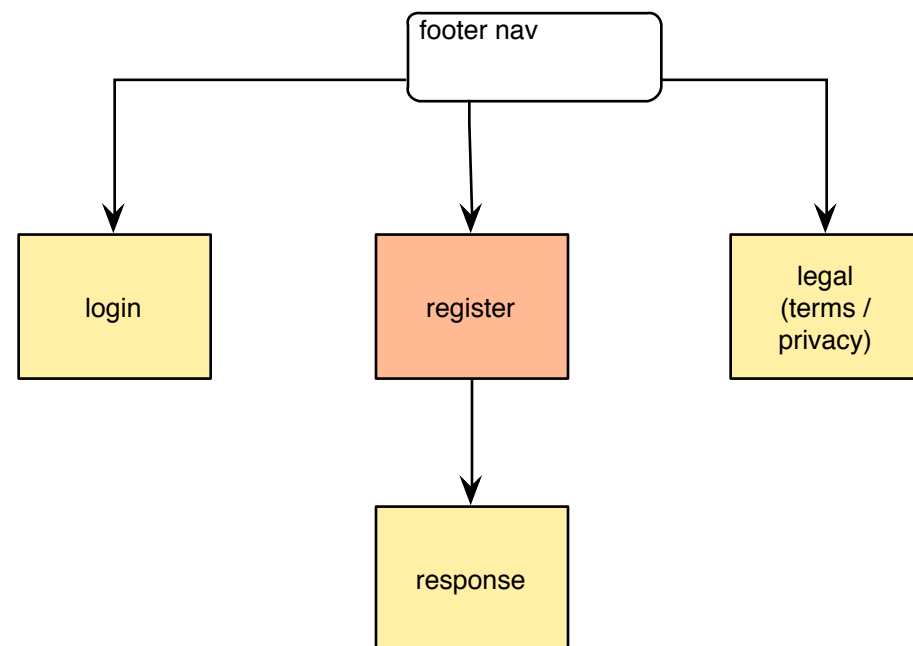 footer nav
login
register
legal
(terms /
privacy)
response